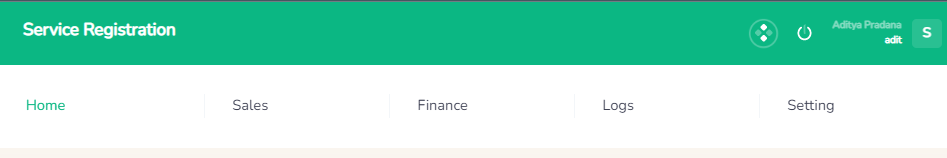 Service Registration
Aditya Pradana
adit
S
Home
Sales
Finance
Logs
Setting